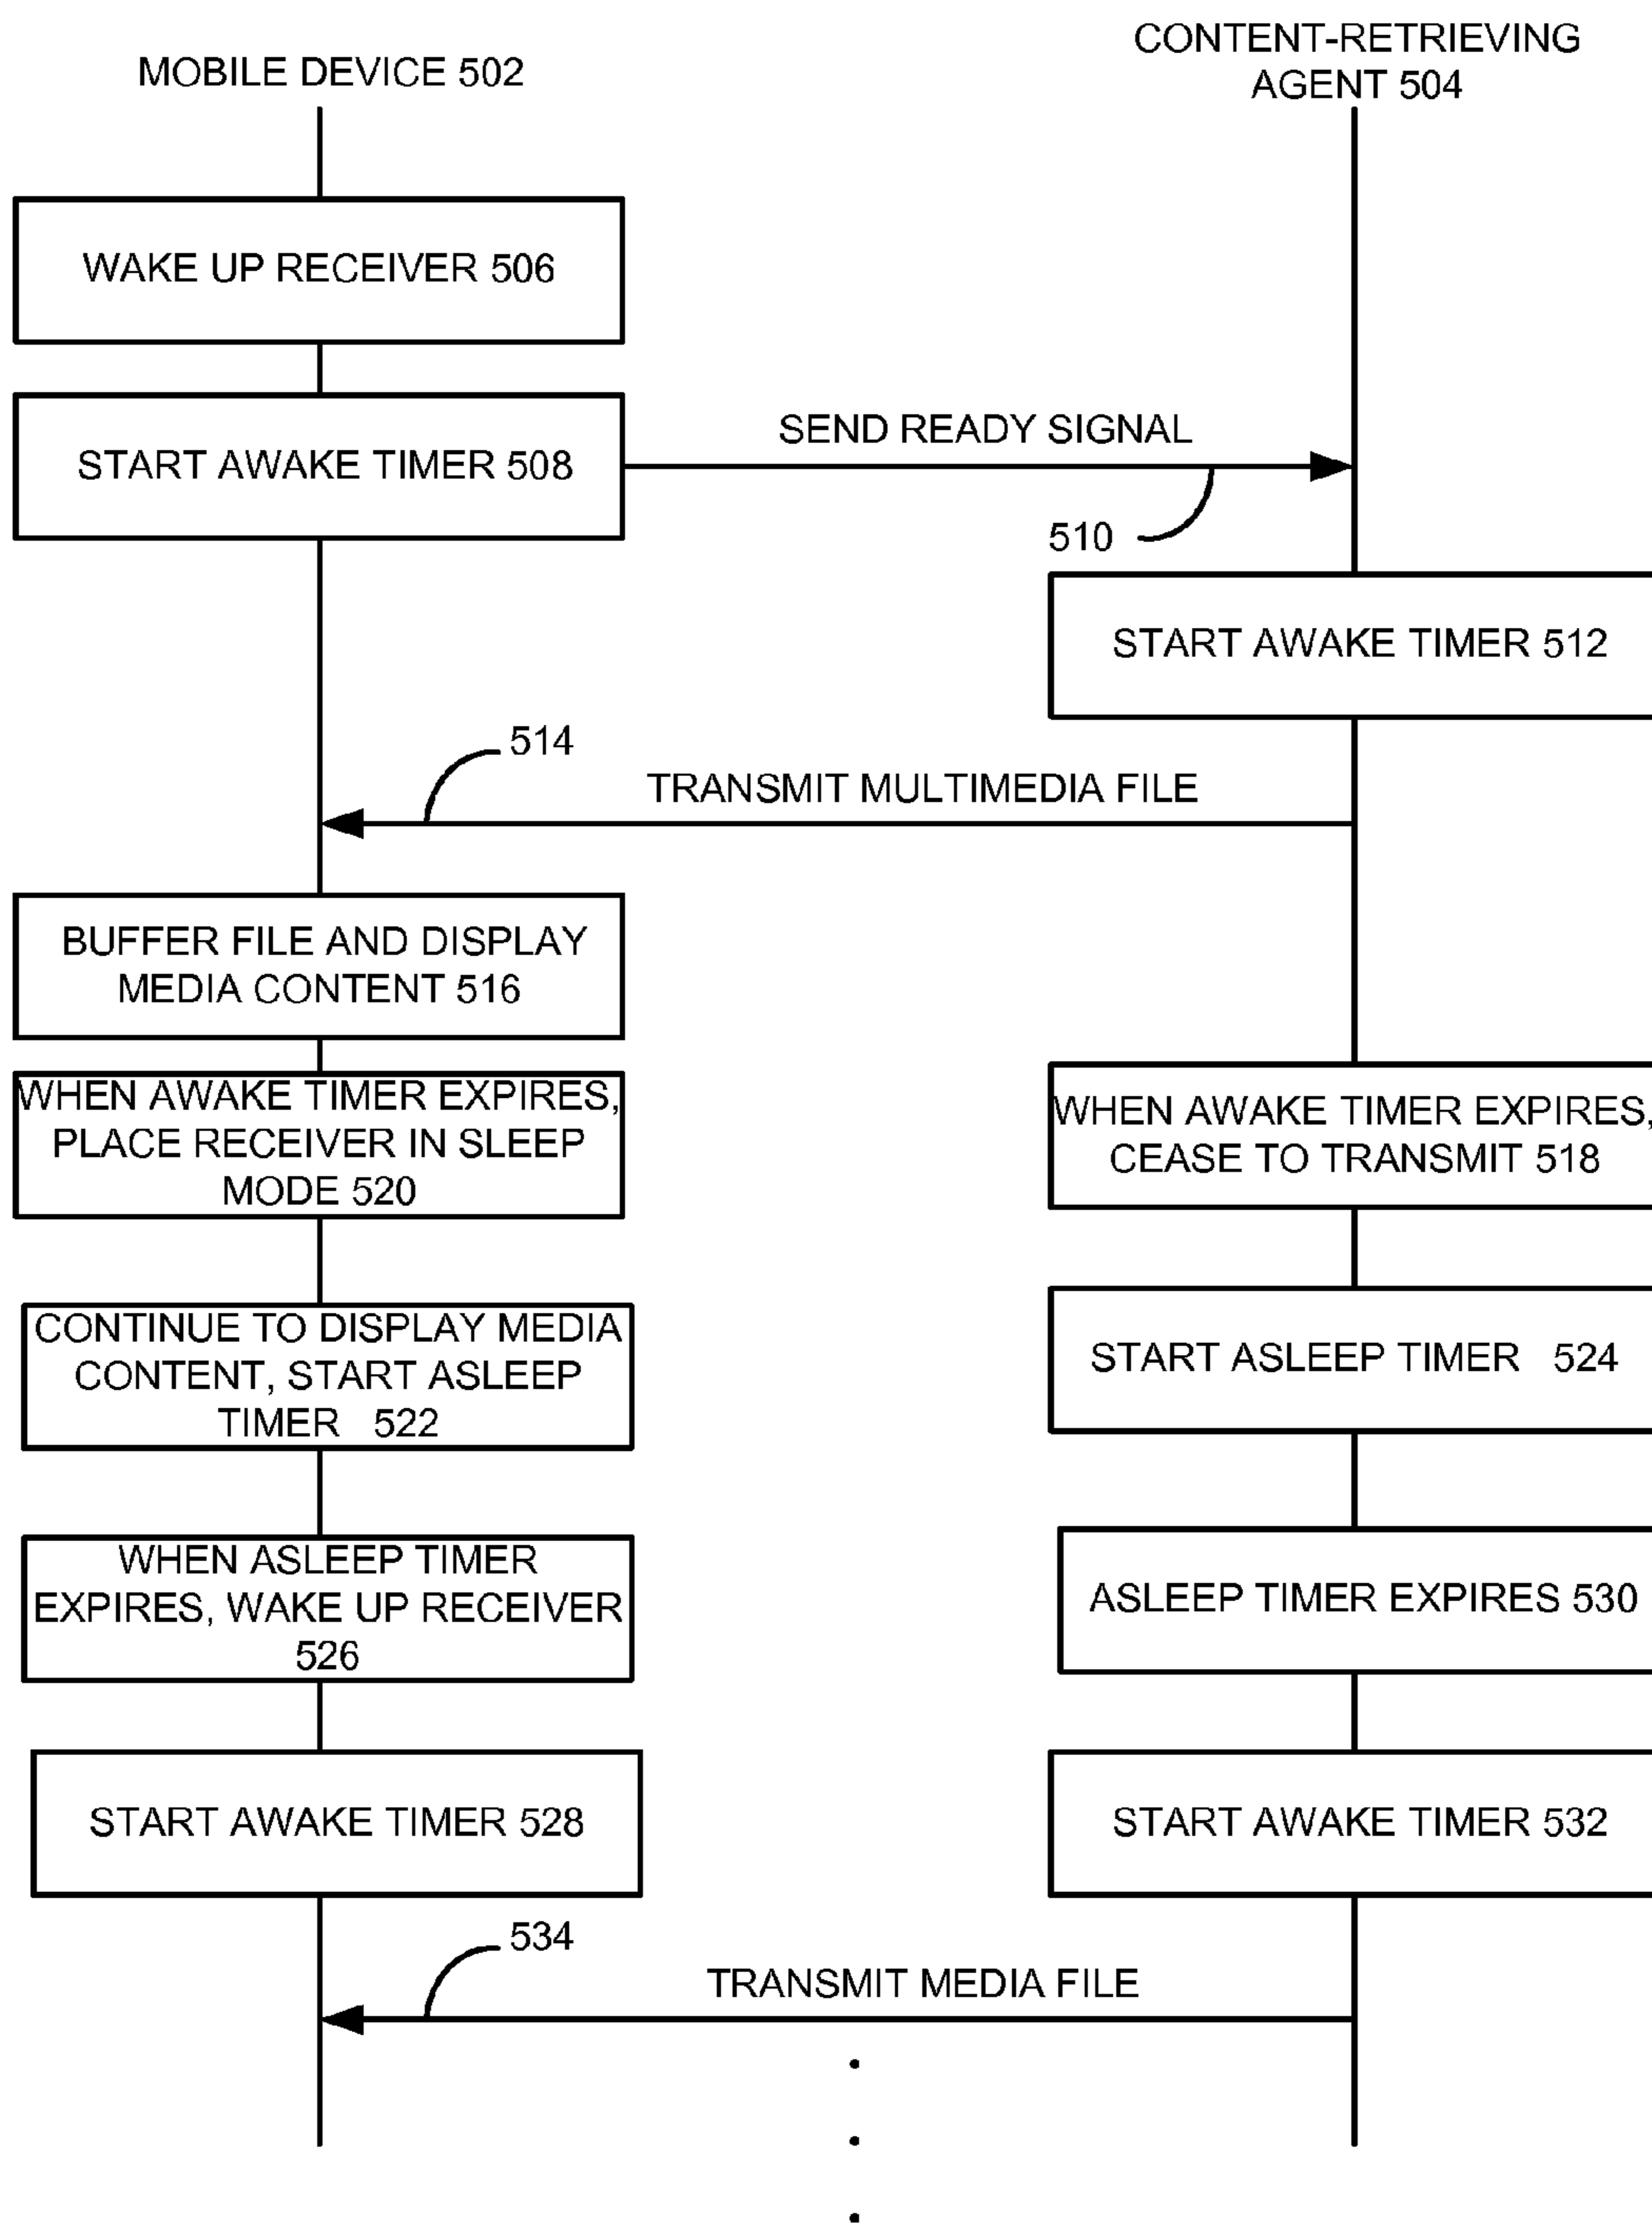 MOBILE DEVICE 502
CONTENT-RETRIEVING
AGENT 504
WAKE UP RECEIVER 506
START AWAKE TIMER 508
SEND READY SIGNAL
510
START AWAKE TIMER 512
514
TRANSMIT MULTIMEDIA FILE
BUFFER FILE AND DISPLAY
MEDIA CONTENT 516
WHEN AWAKE TIMER EXPIRES,
PLACE RECEIVER IN SLEEP
MODE 520
WHEN AWAKE TIMER EXPIRES,
CEASE TO TRANSMIT 518
CONTINUE TO DISPLAY MEDIA
CONTENT, START ASLEEP
TIMER 522
START ASLEEP TIMER 524
WHEN ASLEEP TIMER
EXPIRES, WAKE UP RECEIVER
526
ASLEEP TIMER EXPIRES 530
START AWAKE TIMER 528
START AWAKE TIMER 532
534
TRANSMIT MEDIA FILE